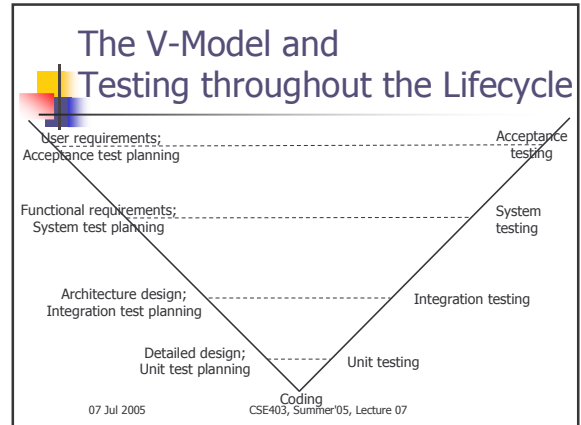 The V-Model and
Testing throughout the Lifecycle
User requirements;
Acceptance test planning
Acceptance
testing
Functional requirements;
System test planning
System
testing
Architecture design;
Integration test planning
Integration testing
Detailed design;
Unit test planning
Unit testing
Coding
07 Jul 2005
CSE403, Summer'05, Lecture 07